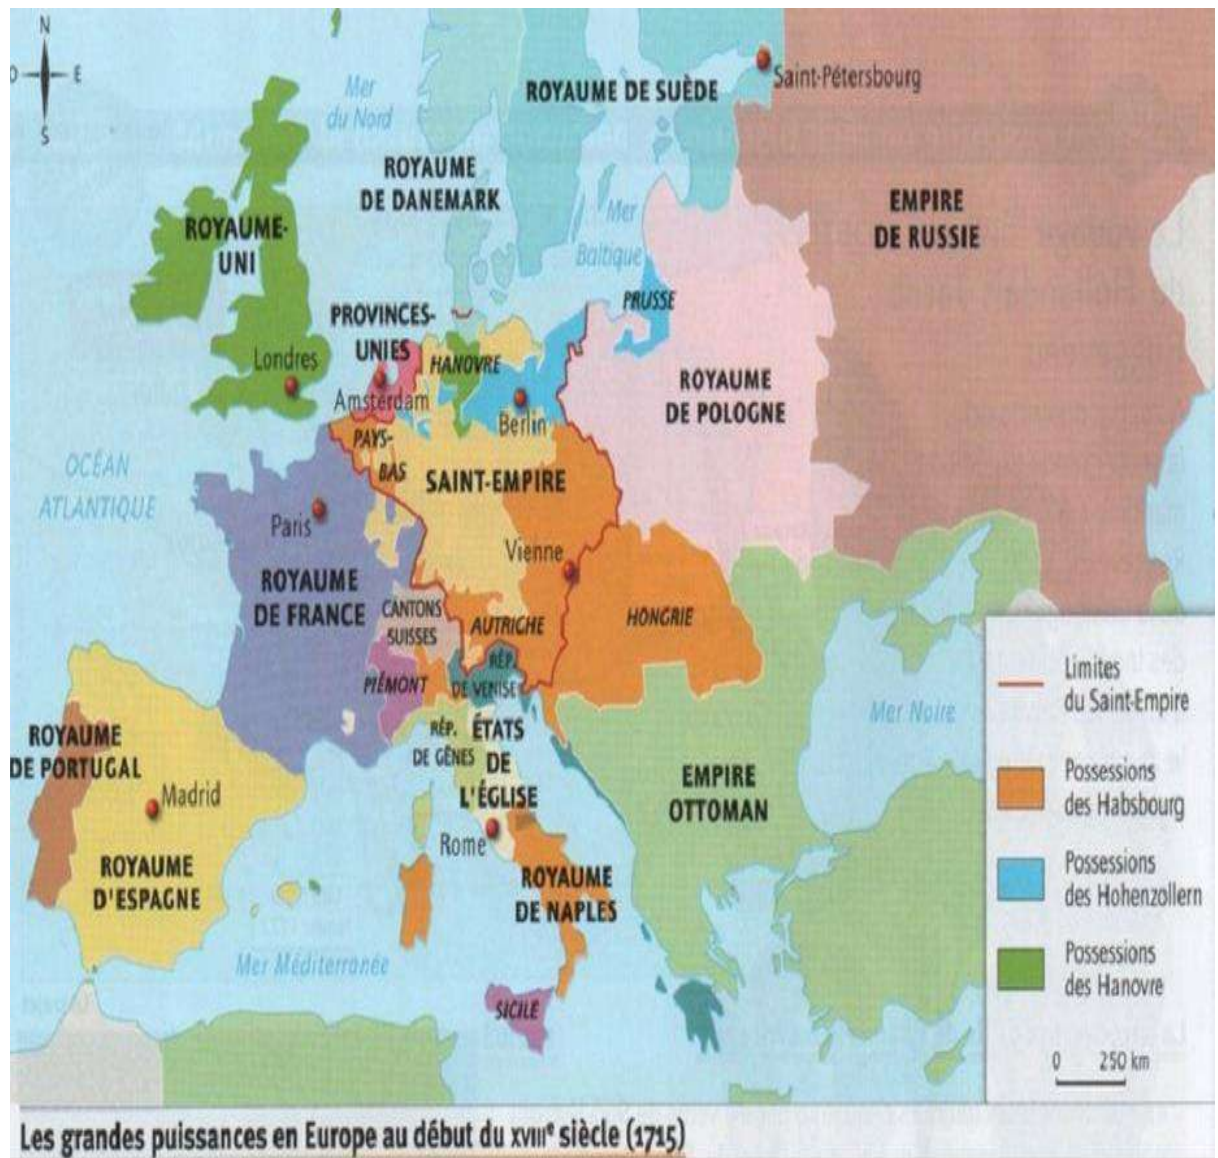 N
O
E
S
Mer
du Nord
ROYAUME DE SUÈDE
Saint-Pétersbourg
ROYAUME
DE DANEMARK
EMPIRE
DE RUSSIE
Mer
Baltique
ROYAUME-
UNI
PRUSSE
PROVINCES-
UNIES
HANOVRE
Londres
Amsterdam
Berlin
ROYAUME
DE POLOGNE
PAYS-
BAS
SAINT-EMPIRE
OCÉAN
ATLANTIQUE
Paris
Vienne
ROYAUME
DE FRANCE
CANTONS
SUISSES
AUTRICHE
HONGRIE
PIÉMONT
RÉP.
DE VENISE
Mer Noire
RÉP.
DE GÊNES
ÉTATS
DE
L'ÉGLISE
ROYAUME
DE PORTUGAL
Madrid
EMPIRE
OTTOMAN
Rome
ROYAUME
D'ESPAGNE
ROYAUME
DE NAPLES
Mer Méditerranée
SICILE
Limites
du Saint-Empire
Possessions
des Habsbourg
Possessions
des Hohenzollern
Possessions
des Hanovre
0 250 km
Les grandes puissances en Europe au début du XVIIIe siècle (1715)